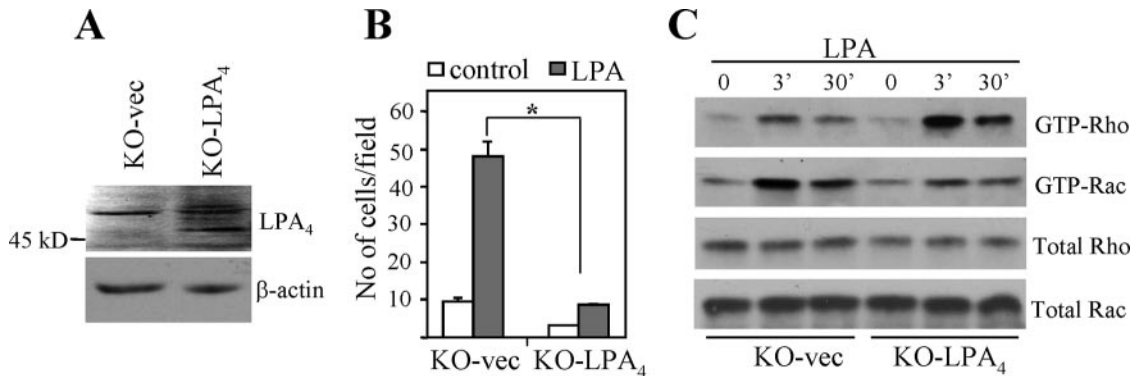 A
KO-vec
KO-LPA₄
LPA₄
45 kD
β-actin
B
control LPA
No of cells/field
60
50
40
30
20
10
*
KO-vec KO-LPA₄
C
LPA
0 3’ 30’ 0 3’ 30’
GTP-Rho
GTP-Rac
Total Rho
Total Rac
KO-vec KO-LPA₄